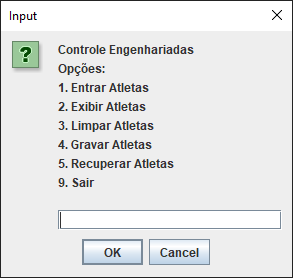 Input
Controle Engenhariadas
Opções:
1. Entrar Atletas
2. Exibir Atletas
3. Limpar Atletas
4. Gravar Atletas
5. Recuperar Atletas
9. Sair
OK Cancel